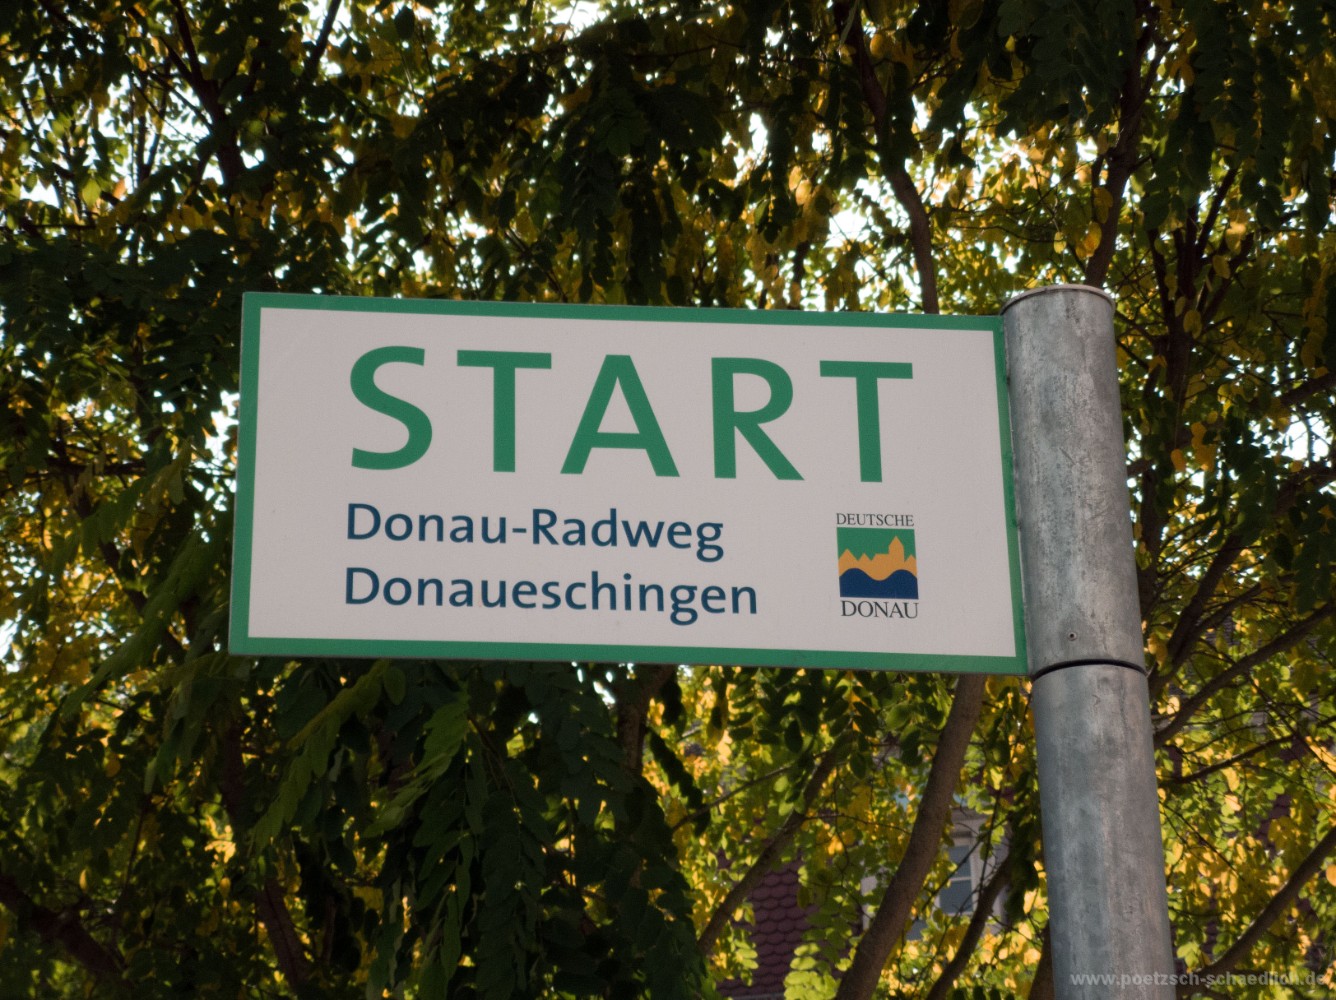 START
Donau-Radweg
Donaueschingen
DEUTSCHE
DONAU
www.poetzsch-schaedlich.de